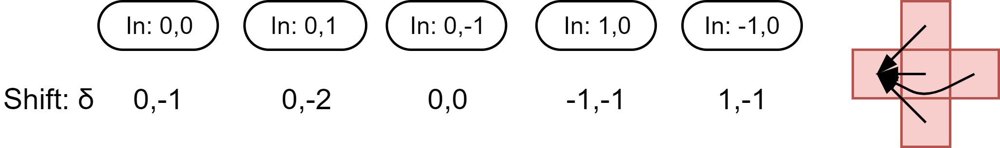 In: 0,0 In: 0,1 In: 0,-1 In: 1,0 In: -1,0
Shift: δ 0,-1 0,-2 0,0 -1,-1 1,-1